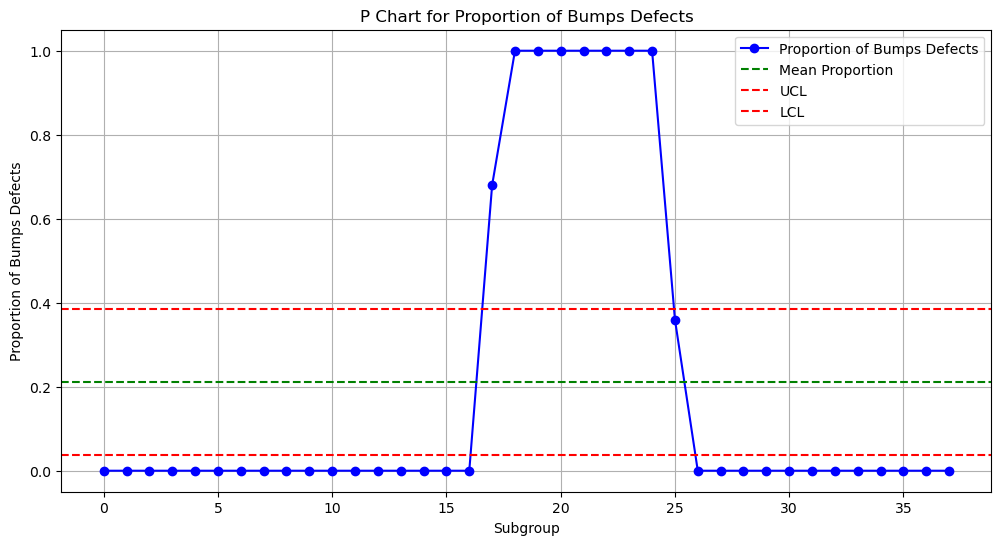 P Chart for Proportion of Bumps Defects
Proportion of Bumps Defects
Mean Proportion
UCL
LCL
1.0
0.8
0.6
0.4
0.2
0.0
Proportion of Bumps Defects
0 5 10 15 20 25 30 35
Subgroup